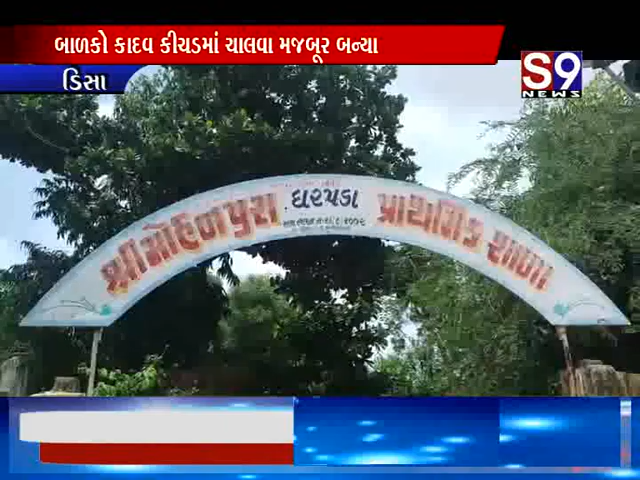 બાળકો કાદવ કીચડમાં ચાલવા મજબૂર બન્યા
ડિસા
S9
NEWS
શ્રી મોહનપુરા ધરપડા પ્રાથમિક શાળા